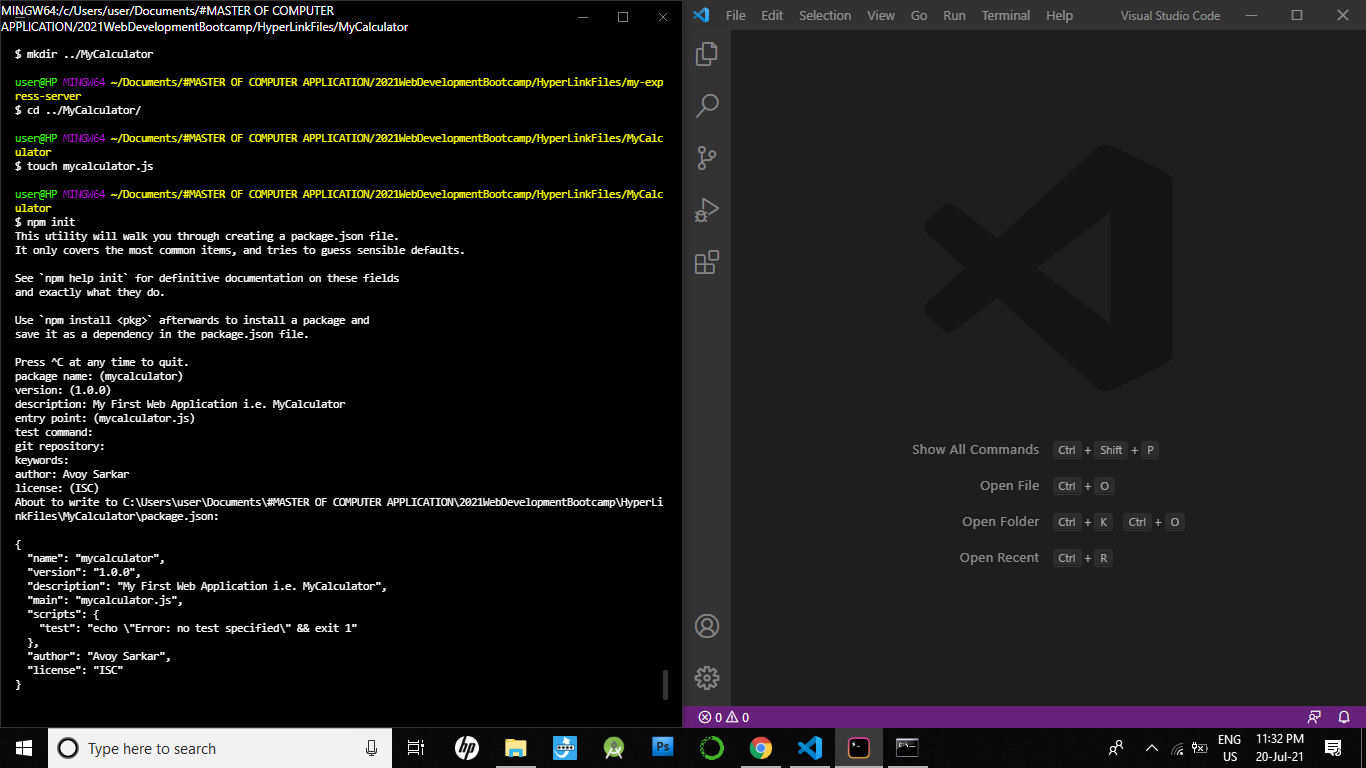 MINGW64:/c/Users/user/Documents/#MASTER OF COMPUTER
APPLICATION/2021WebDevelopmentBootcamp/HyperLinkFiles/MyCalculator
$ mkdir ../MyCalculator
user@HP MINGW64 ~/Documents/#MASTER OF COMPUTER APPLICATION/2021WebDevelopmentBootcamp/HyperLinkFiles/my-exp
ress-server
$ cd ../MyCalculator/
user@HP MINGW64 ~/Documents/#MASTER OF COMPUTER APPLICATION/2021WebDevelopmentBootcamp/HyperLinkFiles/MyCalc
ulator
$ touch mycalculator.js
user@HP MINGW64 ~/Documents/#MASTER OF COMPUTER APPLICATION/2021WebDevelopmentBootcamp/HyperLinkFiles/MyCalc
ulator
$ npm init
This utility will walk you through creating a package.json file.
It only covers the most common items, and tries to guess sensible defaults.
See `npm help init` for definitive documentation on these fields
and exactly what they do.
Use `npm install <pkg>` afterwards to install a package and
save it as a dependency in the package.json file.
Press ^C at any time to quit.
package name: (mycalculator)
version: (1.0.0)
description: My First Web Application i.e. MyCalculator
entry point: (mycalculator.js)
test command:
git repository:
keywords:
author: Avoy Sarkar
license: (ISC)
About to write to C:\Users\user\Documents\#MASTER OF COMPUTER APPLICATION\2021WebDevelopmentBootcamp\HyperLi
nkFiles\MyCalculator\package.json:
{
"name": "mycalculator",
"version": "1.0.0",
"description": "My First Web Application i.e. MyCalculator",
"main": "mycalculator.js",
"scripts": {
"test": "echo \"Error: no test specified\" && exit 1"
},
"author": "Avoy Sarkar",
"license": "ISC"
}
File Edit Selection View Go Run Terminal Help Visual Studio Code
Show All Commands Ctrl + Shift + P
Open File Ctrl + O
Open Folder Ctrl + K Ctrl + O
Open Recent Ctrl + R
0 0
Type here to search
hp
Ps
ENG
US
11:32 PM
20-Jul-21